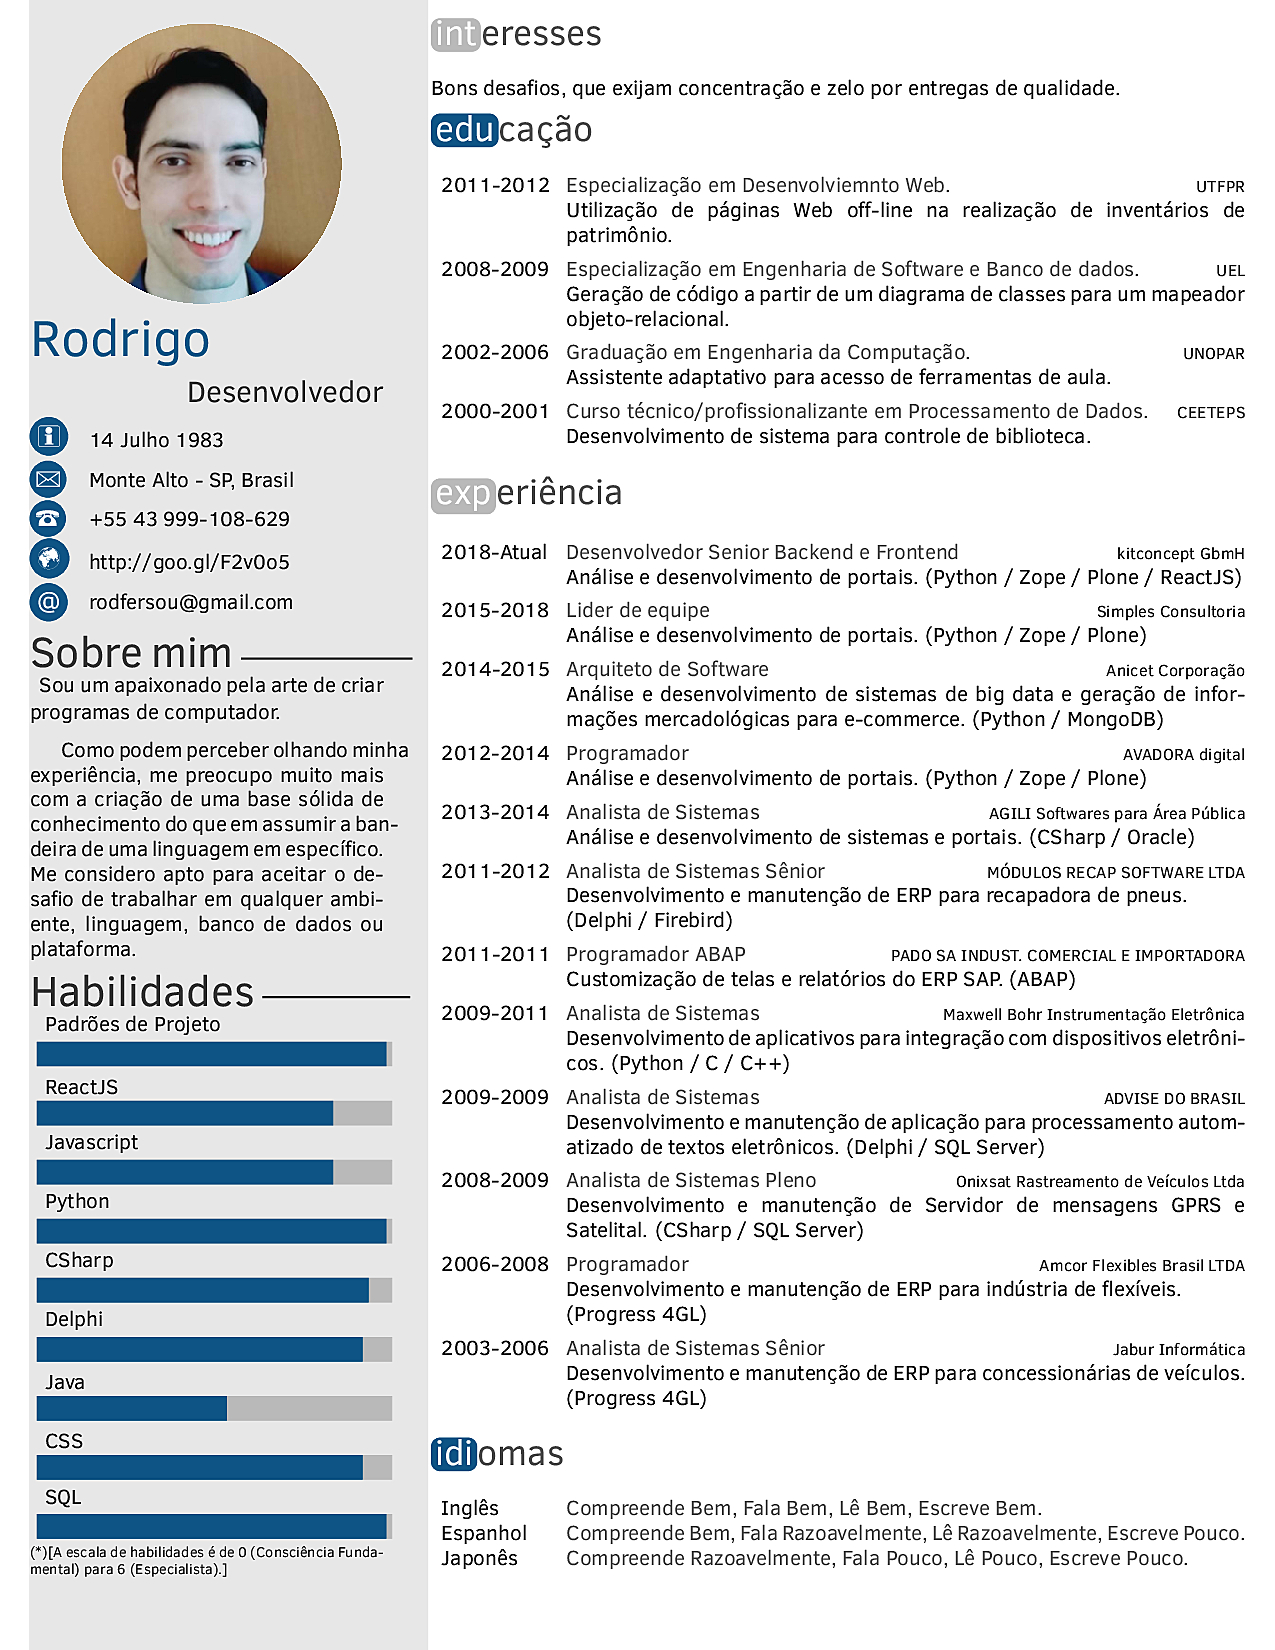 Rodrigo
Desenvolvedor
14 Julho 1983
Monte Alto - SP, Brasil
+55 43 999-108-629
http://goo.gl/F2v0o5
@ rodfersou@gmail.com
Sobre mim
Sou um apaixonado pela arte de criar
programas de computador.
Como podem perceber olhando minha
experiência, me preocupo muito mais
com a criação de uma base sólida de
conhecimento do que em assumir a ban-
deira de uma linguagem em específico.
Me considero apto para aceitar o de-
safio de trabalhar em qualquer ambi-
ente, linguagem, banco de dados ou
plataforma.
Habilidades
Padrões de Projeto
ReactJS
Javascript
Python
CSharp
Delphi
Java
CSS
SQL
(*)[A escala de habilidades é de 0 (Consciência Funda-
mental) para 6 (Especialista).]
interesses
Bons desafios, que exijam concentração e zelo por entregas de qualidade.
educação
2011-2012 Especialização em Desenvolviemnto Web. UTFPR
Utilização de páginas Web off-line na realização de inventários de
patrimônio.
2008-2009 Especialização em Engenharia de Software e Banco de dados. UEL
Geração de código a partir de um diagrama de classes para um mapeador
objeto-relacional.
2002-2006 Graduação em Engenharia da Computação. UNOPAR
Assistente adaptativo para acesso de ferramentas de aula.
2000-2001 Curso técnico/profissionalizante em Processamento de Dados. CEETEPS
Desenvolvimento de sistema para controle de biblioteca.
experiência
2018-Atual Desenvolvedor Senior Backend e Frontend kitconcept GbmH
Análise e desenvolvimento de portais. (Python / Zope / Plone / ReactJS)
2015-2018 Lider de equipe Simples Consultoria
Análise e desenvolvimento de portais. (Python / Zope / Plone)
2014-2015 Arquiteto de Software Anicet Corporação
Análise e desenvolvimento de sistemas de big data e geração de infor-
mações mercadológicas para e-commerce. (Python / MongoDB)
2012-2014 Programador AVADORA digital
Análise e desenvolvimento de portais. (Python / Zope / Plone)
2013-2014 Analista de Sistemas AGILI Softwares para Área Pública
Análise e desenvolvimento de sistemas e portais. (CSharp / Oracle)
2011-2012 Analista de Sistemas Sênior MÓDULOS RECAP SOFTWARE LTDA
Desenvolvimento e manutenção de ERP para recapadora de pneus.
(Delphi / Firebird)
2011-2011 Programador ABAP PADO SA INDUST. COMERCIAL E IMPORTADORA
Customização de telas e relatórios do ERP SAP. (ABAP)
2009-2011 Analista de Sistemas Maxwell Bohr Instrumentação Eletrônica
Desenvolvimento de aplicativos para integração com dispositivos eletrôni-
cos. (Python / C / C++)
2009-2009 Analista de Sistemas ADVISE DO BRASIL
Desenvolvimento e manutenção de aplicação para processamento autom-
atizado de textos eletrônicos. (Delphi / SQL Server)
2008-2009 Analista de Sistemas Pleno Onixsat Rastreamento de Veículos Ltda
Desenvolvimento e manutenção de Servidor de mensagens GPRS e
Satelital. (CSharp / SQL Server)
2006-2008 Programador Amcor Flexibles Brasil LTDA
Desenvolvimento e manutenção de ERP para indústria de flexíveis.
(Progress 4GL)
2003-2006 Analista de Sistemas Sênior Jabur Informática
Desenvolvimento e manutenção de ERP para concessionárias de veículos.
(Progress 4GL)
idiomas
Inglês Compreende Bem, Fala Bem, Lê Bem, Escreve Bem.
Espanhol Compreende Bem, Fala Razoavelmente, Lê Razoavelmente, Escreve Pouco.
Japonês Compreende Razoavelmente, Fala Pouco, Lê Pouco, Escreve Pouco.